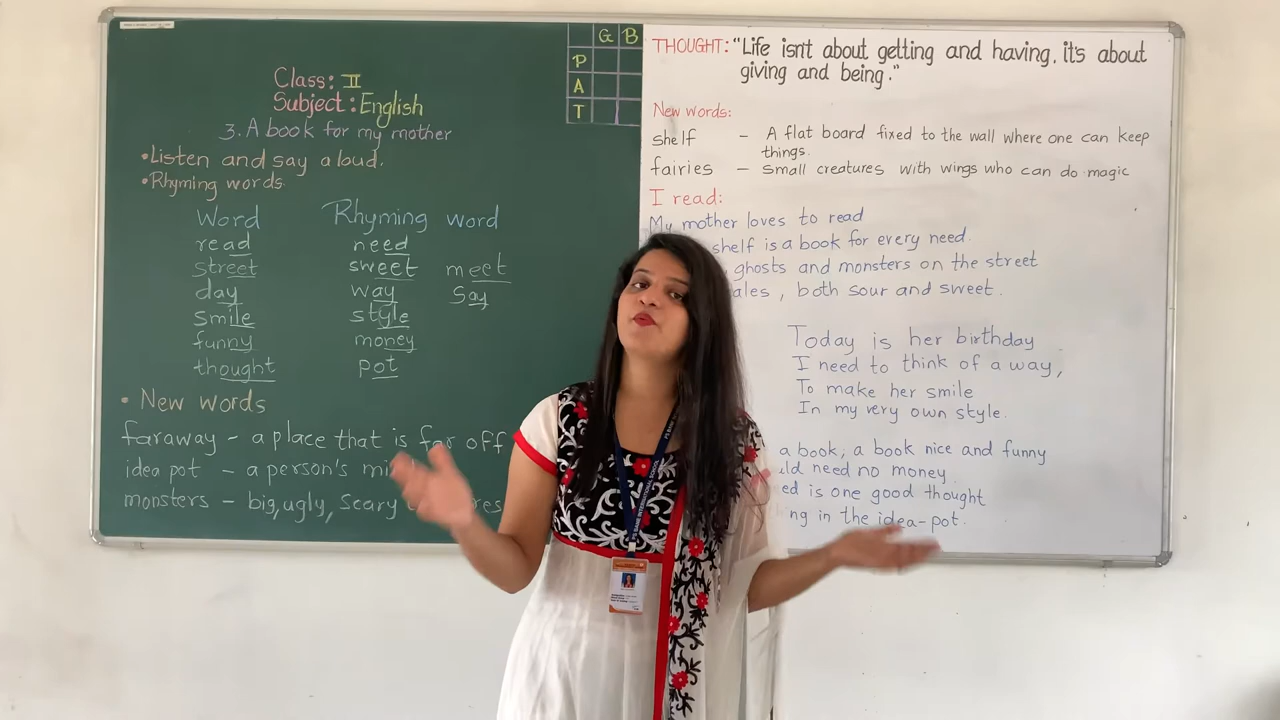 G B
P
A
T
Class: II
Subject: English
3. A book for my mother
•Listen and say aloud.
•Rhyming words.
Word Rhyming word
read need
street sweet meet
day way say
smile style
funny money
thought pot
• New words
faraway - a place that is far off
idea pot - a person's
monsters - big, ugly, scary
THOUGHT: "Life isn't about getting and having, it's about
giving and being."
New words:
shelf - A flat board fixed to the wall where one can keep
things.
fairies - Small creatures with wings who can do magic
I read:
My mother loves to read
shelf is a book for every need.
ghosts and monsters on the street
, both sour and sweet.
Today is her birthday
I need to think of a way,
To make her smile
In my very own style.
a book, a book nice and funny
need no money
is one good thought
in the idea-pot.